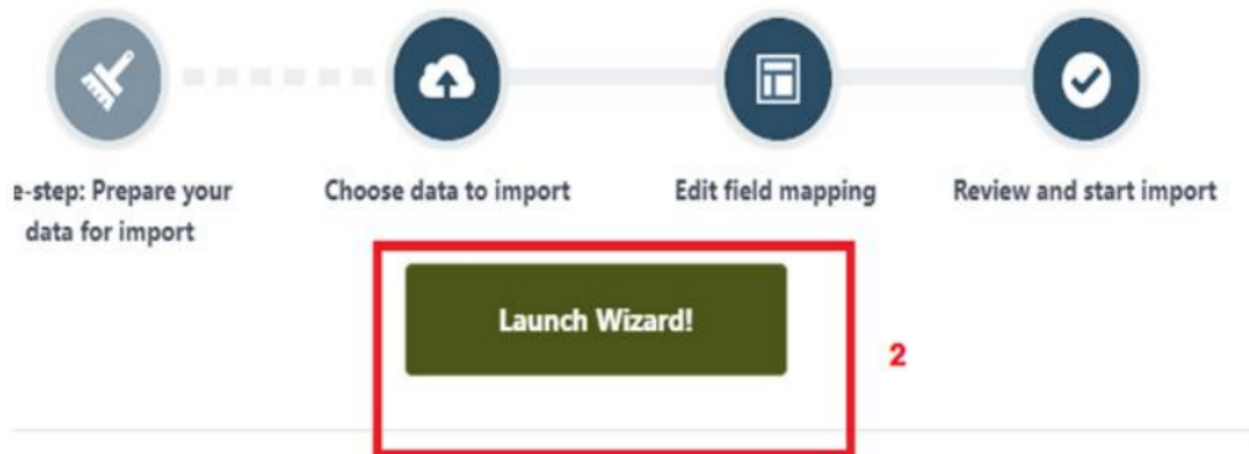 e-step: Prepare your
data for import
Choose data to import
Edit field mapping
Review and start import
Launch Wizard!
2